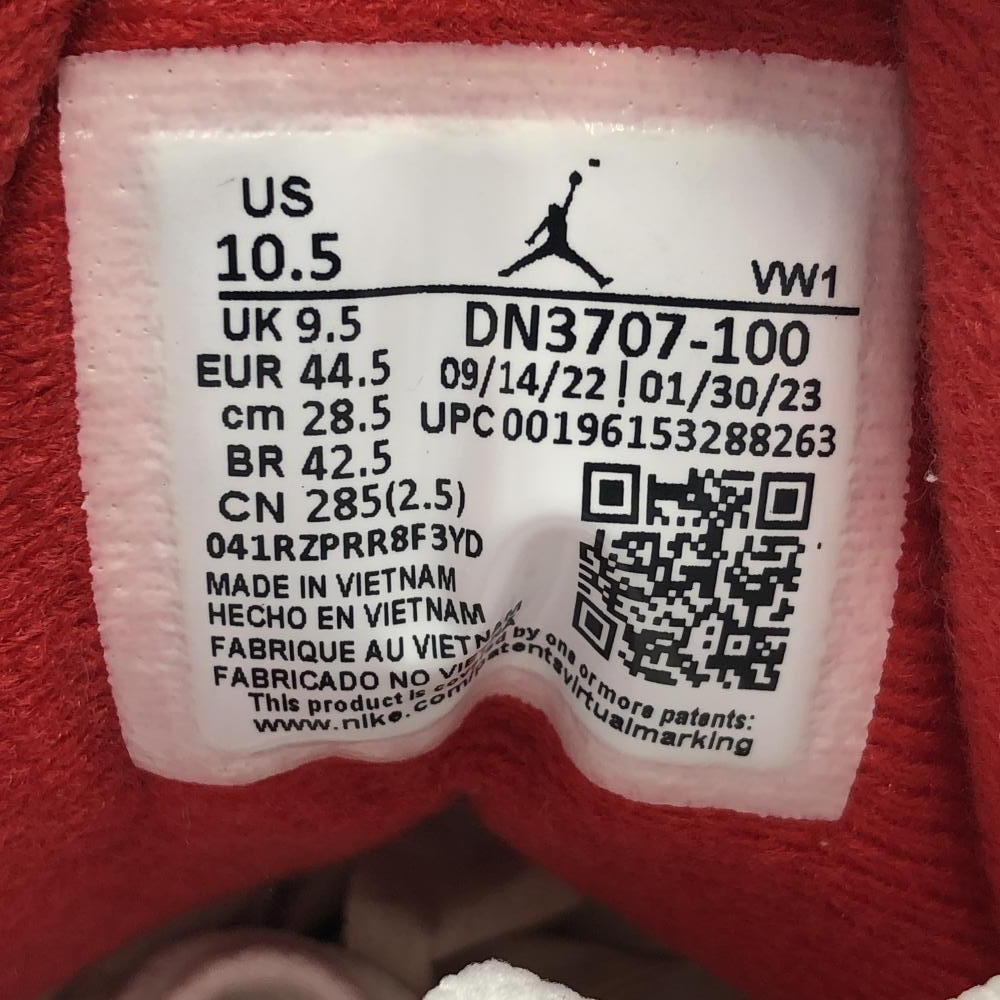 US
10.5
VW1
UK 9.5
DN3707-100
EUR 44.5
09/14/22 | 01/30/23
cm 28.5
UPC 00196153288263
BR 42.5
CN 285(2.5)
041RZPRR8F3YD
MADE IN VIETNAM
HECHO EN VIETNAM
FABRIQUE AU VIETNAM
FABRICADO NO VIETNAM
This product is covered by one or more patents:
www.nike.com/patentsvirtualmarking